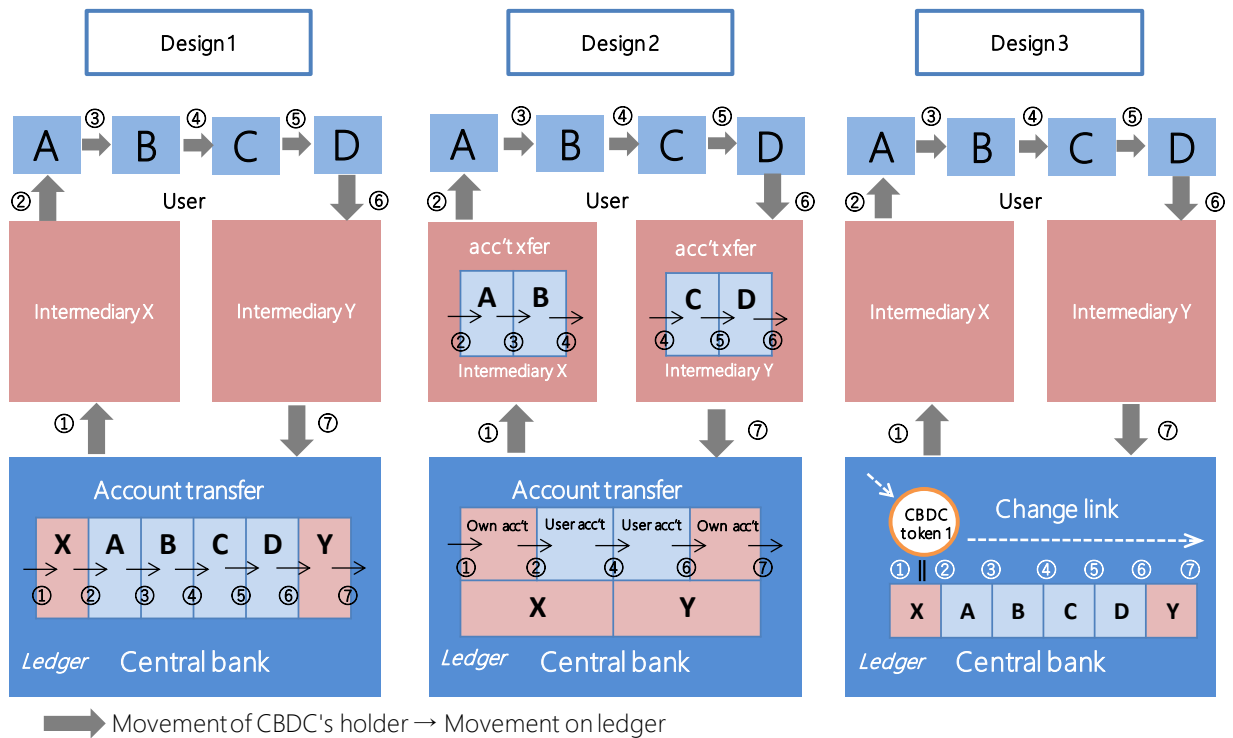 Design 1
③ ④ ⑤
A B C D
② User ⑥
Intermediary X Intermediary Y
① ⑦
Account transfer
X A B C D Y
① ② ③ ④ ⑤ ⑥ ⑦
Ledger Central bank
Design 2
③ ④ ⑤
A B C D
② User ⑥
acc't xfer acc't xfer
A B C D
② ③ ④ ④ ⑤ ⑥
Intermediary X Intermediary Y
① ⑦
Account transfer
Own acc't User acc't User acc't Own acc't
① ② ④ ⑥ ⑦
X Y
Ledger Central bank
Design 3
③ ④ ⑤
A B C D
② User ⑥
Intermediary X Intermediary Y
① ⑦
CBDC
token 1
Change link
① ② ③ ④ ⑤ ⑥ ⑦
X A B C D Y
Ledger Central bank
Movement of CBDC's holder → Movement on ledger